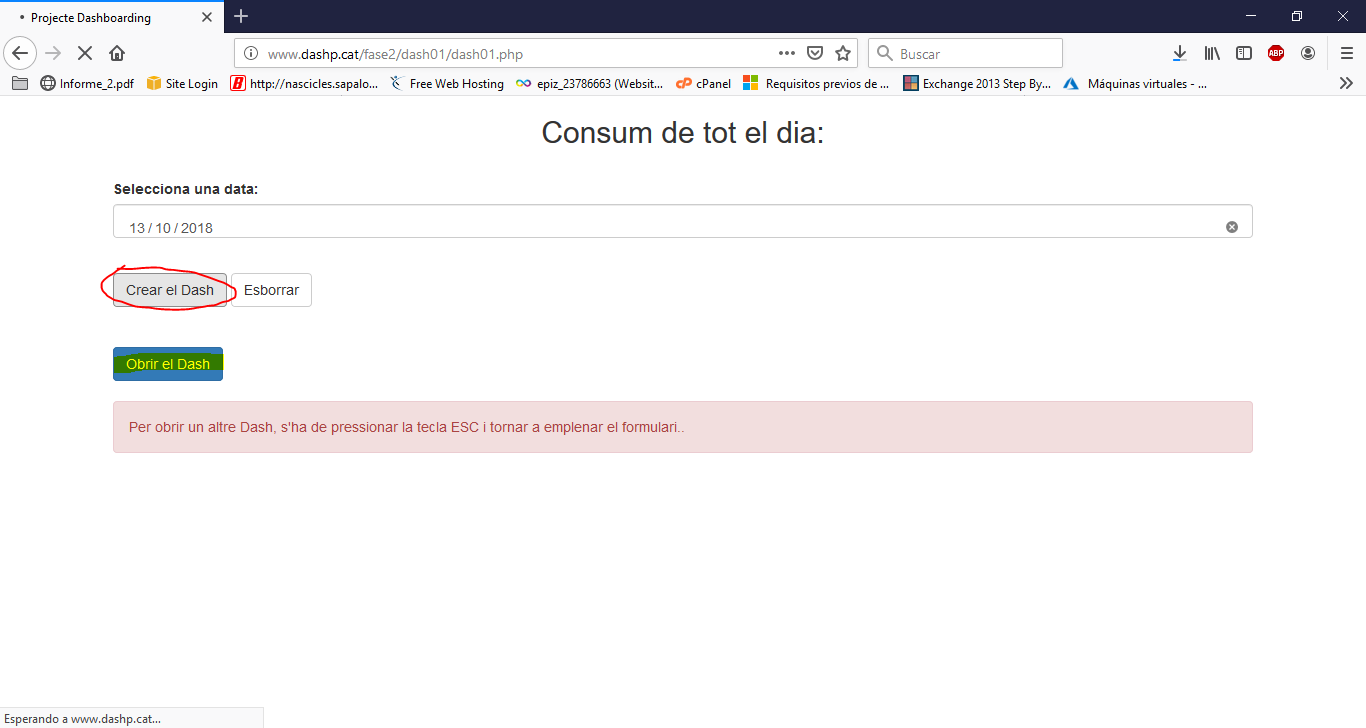 Projecte Dashboarding
www.dashp.cat/fase2/dash01/dash01.php
Buscar
ABP
Informe_2.pdf
Site Login
http://nascicles.sapalo...
Free Web Hosting
epiz_23786663 (Websit...
cPanel
Requisitos previos de ...
Exchange 2013 Step By...
Máquinas virtuales - ...
Consum de tot el dia:
Selecciona una data:
13 / 10 / 2018
Crear el Dash
Esborrar
Obrir el Dash
Per obrir un altre Dash, s'ha de pressionar la tecla ESC i tornar a emplenar el formulari..
Esperando a www.dashp.cat...